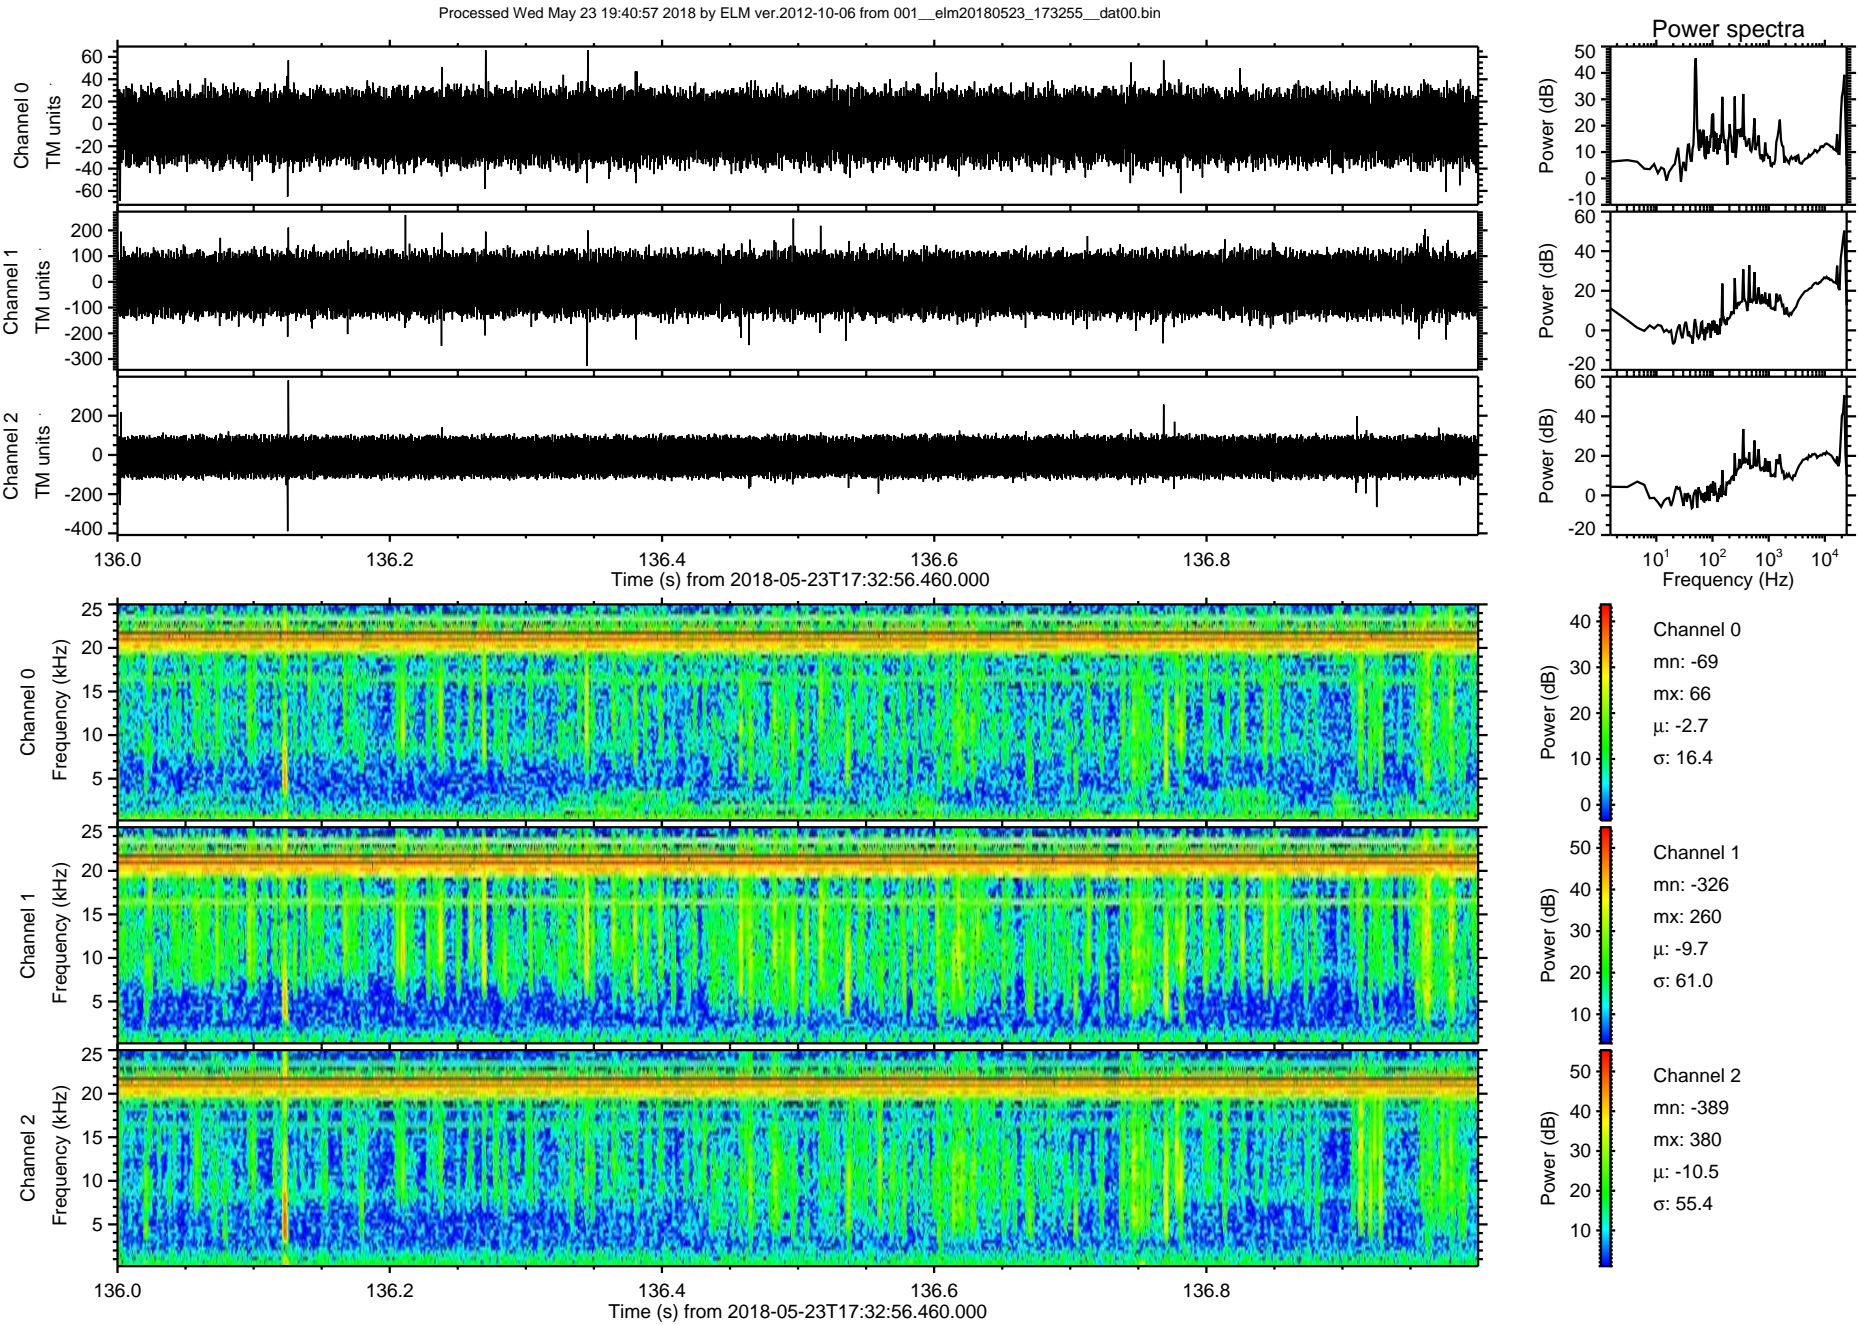 Processed Wed May 23 19:40:57 2018 by ELM ver.2012-10-06 from 001__elm20180523_173255__dat00.bin
Power spectra
Channel 0
TM units
60
40
20
0
-20
-40
-60
Power (dB)
50
40
30
20
10
0
-10
Channel 1
TM units
200
100
0
-100
-200
-300
Power (dB)
60
40
20
0
-20
Channel 2
TM units
200
0
-200
-400
Power (dB)
60
40
20
0
-20
136.0 136.2 136.4 136.6 136.8
Time (s) from 2018-05-23T17:32:56.460.000
10¹ 10² 10³ 10⁴
Frequency (Hz)
Channel 0
Frequency (kHz)
25
20
15
10
5
Power (dB)
40
30
20
10
0
Channel 0
mn: -69
mx: 66
μ: -2.7
σ: 16.4
Channel 1
Frequency (kHz)
25
20
15
10
5
Power (dB)
50
40
30
20
10
Channel 1
mn: -326
mx: 260
μ: -9.7
σ: 61.0
Channel 2
Frequency (kHz)
25
20
15
10
5
Power (dB)
50
40
30
20
10
Channel 2
mn: -389
mx: 380
μ: -10.5
σ: 55.4
136.0 136.2 136.4 136.6 136.8
Time (s) from 2018-05-23T17:32:56.460.000